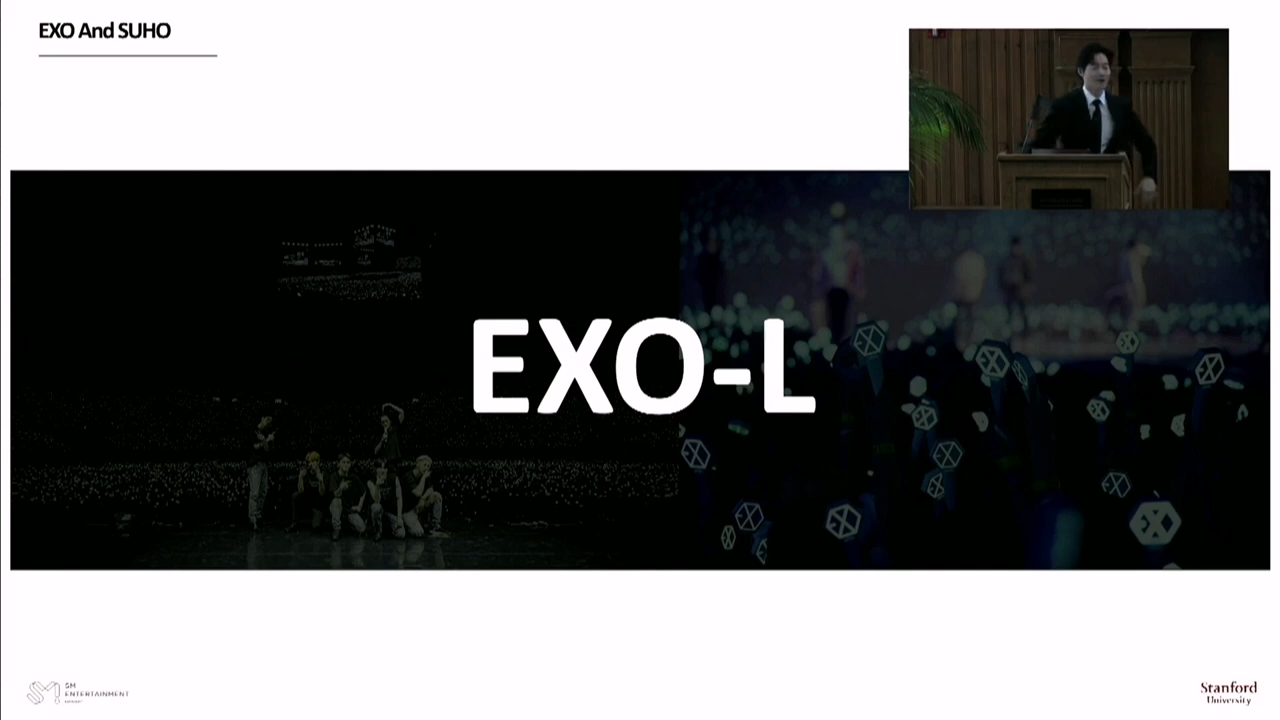 EXO And SUHO
EXO-L
SM
ENTERTAINMENT
Stanford
University